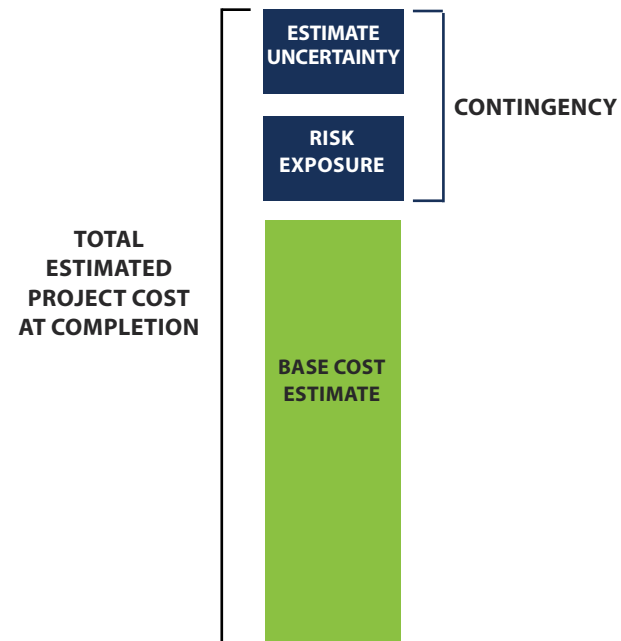 ESTIMATE
UNCERTAINTY
CONTINGENCY
RISK
EXPOSURE
TOTAL
ESTIMATED
PROJECT COST
AT COMPLETION
BASE COST
ESTIMATE